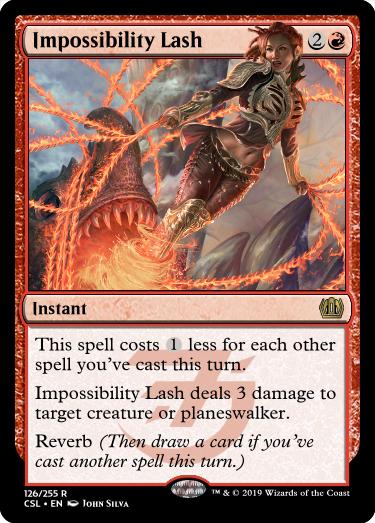 Impossibility Lash 2
Instant
This spell costs 1 less for each other
spell you've cast this turn.
Impossibility Lash deals 3 damage to
target creature or planeswalker.
Reverb (Then draw a card if you've
cast another spell this turn.)
126/255 R
CSL • EN John Silva
™ & © 2019 Wizards of the Coast